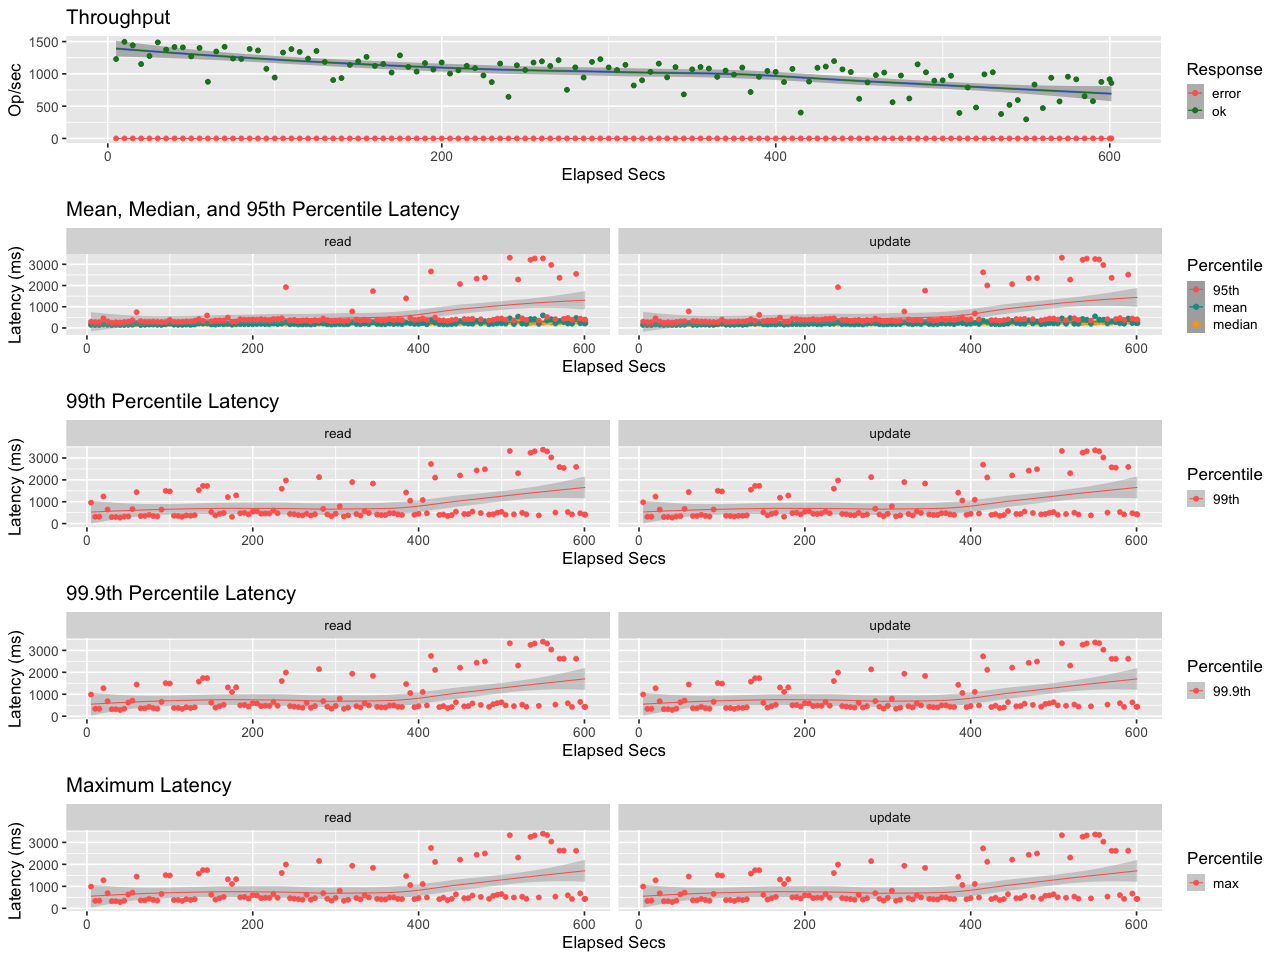 Throughput
1500
1000
500
0
Op/sec
0 200 400 600
Elapsed Secs
Response
error
ok
Mean, Median, and 95th Percentile Latency
read update
3000
2000
1000
0
Latency (ms)
0 200 400 600 0 200 400 600
Elapsed Secs
Percentile
95th
mean
median
99th Percentile Latency
read update
3000
2000
1000
0
Latency (ms)
0 200 400 600 0 200 400 600
Elapsed Secs
Percentile
99th
99.9th Percentile Latency
read update
3000
2000
1000
0
Latency (ms)
0 200 400 600 0 200 400 600
Elapsed Secs
Percentile
99.9th
Maximum Latency
read update
3000
2000
1000
0
Latency (ms)
0 200 400 600 0 200 400 600
Elapsed Secs
Percentile
max